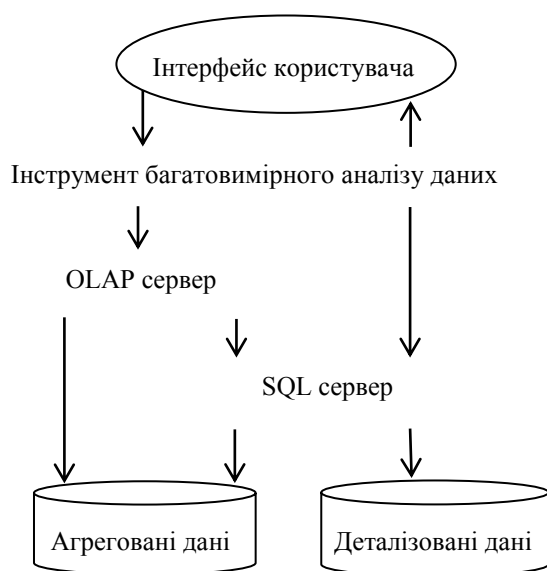 Інтерфейс користувача
Інструмент багатовимірного аналізу даних
OLAP сервер
SQL сервер
Агреговані дані
Деталізовані дані